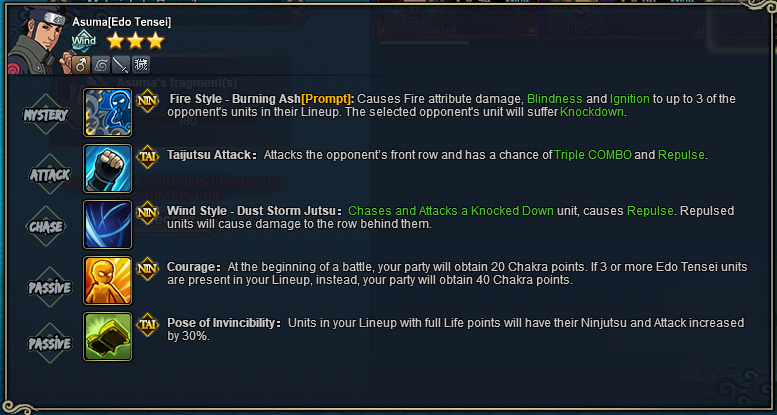 Asuma[Edo Tensei]
Wind
Asuma's fragment(s)
MYSTERY
NIN
Fire Style - Burning Ash[Prompt]: Causes Fire attribute damage, Blindness and Ignition to up to 3 of the
opponent's units in their Lineup. The selected opponent's unit will suffer Knockdown.
ATTACK
TAI
Taijutsu Attack: Attacks the opponent's front row and has a chance of Triple COMBO and Repulse.
CHASE
NIN
Wind Style - Dust Storm Jutsu: Chases and Attacks a Knocked Down unit, causes Repulse. Repulsed
units will cause damage to the row behind them.
PASSIVE
NIN
Courage: At the beginning of a battle, your party will obtain 20 Chakra points. If 3 or more Edo Tensei units
are present in your Lineup, instead, your party will obtain 40 Chakra points.
PASSIVE
TAI
Pose of Invincibility: Units in your Lineup with full Life points will have their Ninjutsu and Attack increased
by 30%.